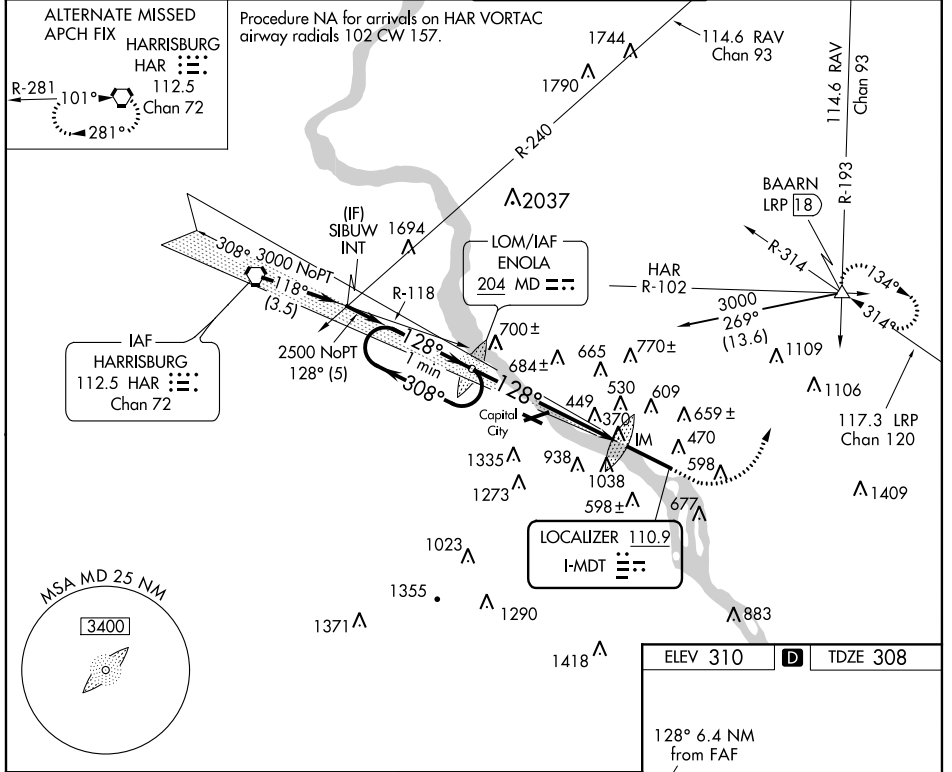 ALTERNATE MISSED
APCH FIX
HARRISBURG
HAR
112.5
Chan 72
R-281
101°
281°
Procedure NA for arrivals on HAR VORTAC
airway radials 102 CW 157.
1744
1790
114.6 RAV
Chan 93
R-240
114.6 RAV
Chan 93
R-193
2037
BAARN
LRP 18
R-314
134°
314°
HAR
R-102
3000
269°
(13.6)
117.3 LRP
Chan 120
(IF)
SIBUW
INT
1694
LOM/IAF
ENOLA
204 MD
308° 3000 NoPT
118°
(3.5)
R-118
2500 NoPT
128° (5)
128°
1 min
308°
128°
IAF
HARRISBURG
112.5 HAR
Chan 72
700±
684±
665
770±
1109
1106
530
609
449
370
659±
IM
470
598
Capital
City
1335
938
1038
1273
598±
677
1409
LOCALIZER 110.9
I-MDT
1023
1355
1290
1371
1418
883
MSA MD 25 NM
3400
ELEV 310
D
TDZE 308
128° 6.4 NM
from FAF